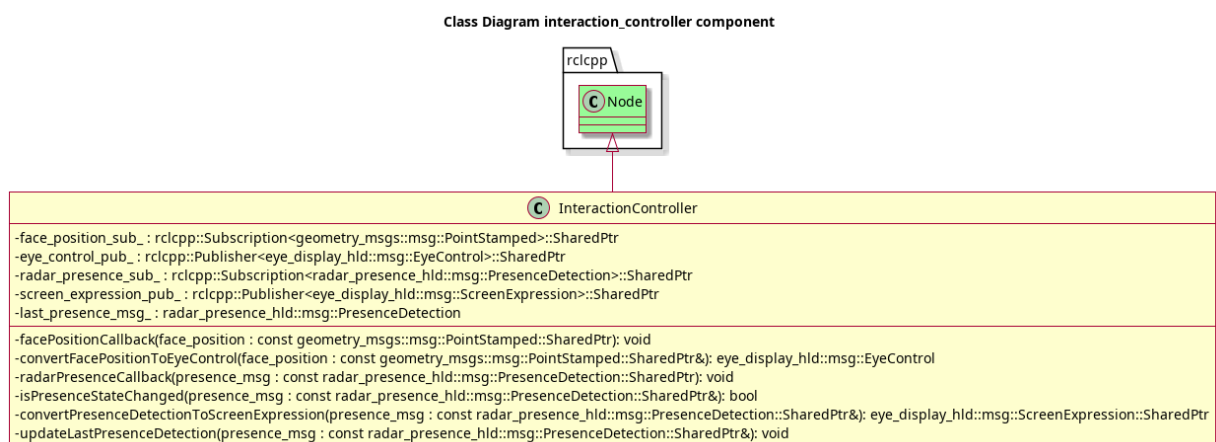 Class Diagram interaction_controller component
rclcpp
C Node
C InteractionController
-face_position_sub_ : rclcpp::Subscription<geometry_msgs::msg::PointStamped>::SharedPtr
-eye_control_pub_ : rclcpp::Publisher<eye_display_hld::msg::EyeControl>::SharedPtr
-radar_presence_sub_ : rclcpp::Subscription<radar_presence_hld::msg::PresenceDetection>::SharedPtr
-screen_expression_pub_ : rclcpp::Publisher<eye_display_hld::msg::ScreenExpression>::SharedPtr
-last_presence_msg_ : radar_presence_hld::msg::PresenceDetection
-facePositionCallback(face_position : const geometry_msgs::msg::PointStamped::SharedPtr): void
-convertFacePositionToEyeControl(face_position : const geometry_msgs::msg::PointStamped::SharedPtr&): eye_display_hld::msg::EyeControl
-radarPresenceCallback(presence_msg : const radar_presence_hld::msg::PresenceDetection::SharedPtr): void
-isPresenceStateChanged(presence_msg : const radar_presence_hld::msg::PresenceDetection::SharedPtr&): bool
-convertPresenceDetectionToScreenExpression(presence_msg : const radar_presence_hld::msg::PresenceDetection::SharedPtr&): eye_display_hld::msg::ScreenExpression::SharedPtr
-updateLastPresenceDetection(presence_msg : const radar_presence_hld::msg::PresenceDetection::SharedPtr&): void